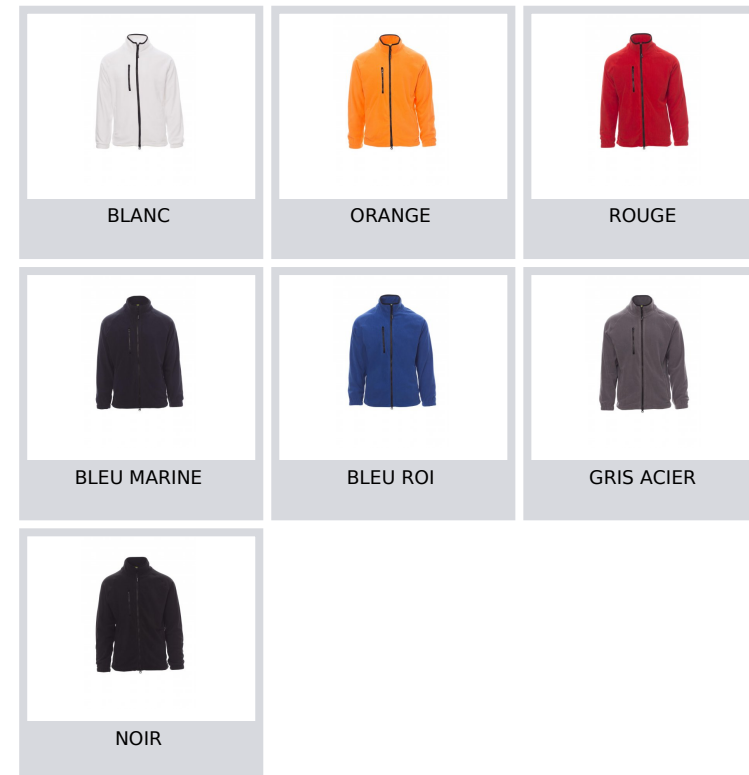 BLANC
ORANGE
ROUGE
BLEU MARINE
BLEU ROI
GRIS ACIER
NOIR